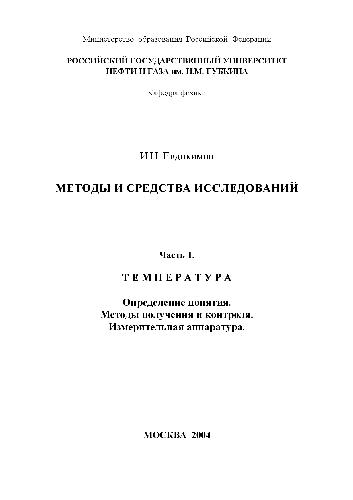 Министерство образования Российской Федерации
РОССИЙСКИЙ ГОСУДАРСТВЕННЫЙ УНИВЕРСИТЕТ
НЕФТИ И ГАЗА им. И.М. ГУБКИНА
кафедра физики
И.Н. Евдокимов
МЕТОДЫ И СРЕДСТВА ИССЛЕДОВАНИЙ
Часть 1.
Т Е М П Е Р А Т У Р А
Определение понятия.
Методы получения и контроля.
Измерительная аппаратура.
МОСКВА 2004